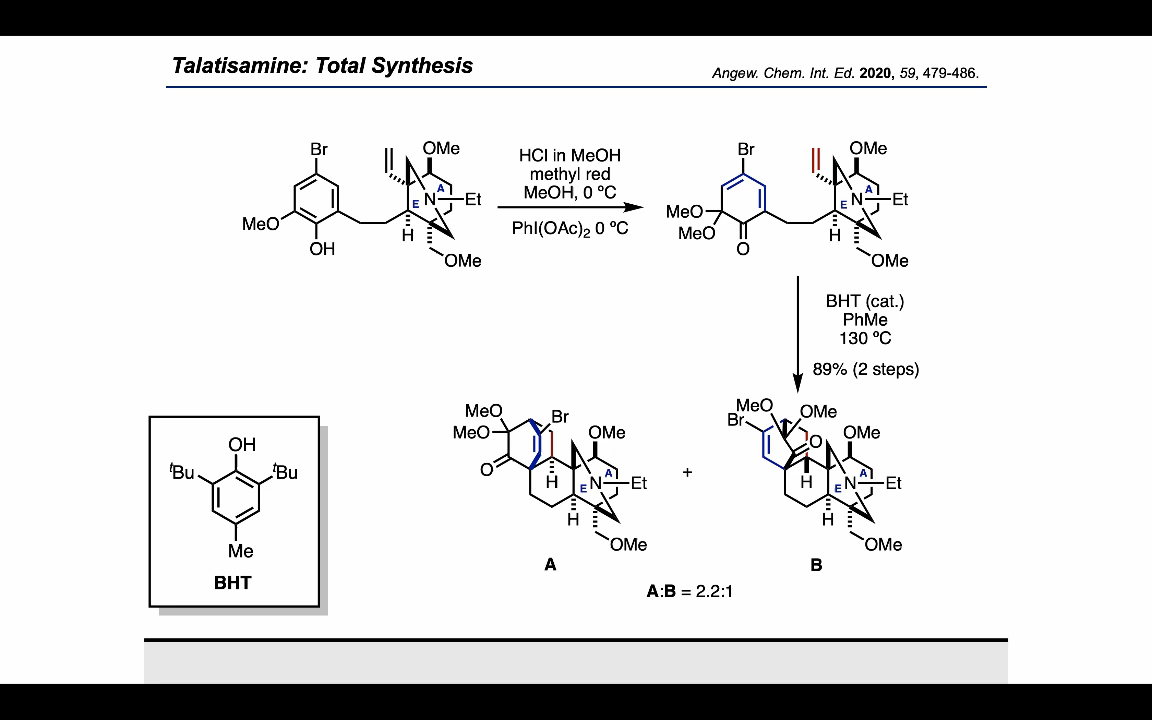 Talatisamine: Total Synthesis
Angew. Chem. Int. Ed. 2020, 59, 479-486.
Br
OMe
A
N
Et
E
MeO
H
OH
OMe
HCl in MeOH
methyl red
MeOH, 0 ºC
PhI(OAc)2 0 ºC
Br
OMe
A
N
Et
E
MeO
MeO
H
O
OMe
BHT (cat.)
PhMe
130 ºC
89% (2 steps)
MeO
Br
MeO
OMe
O
A
H
N
Et
E
H
OMe
A
+
MeO
OMe
Br
O
OMe
A
H
N
Et
E
H
OMe
B
A:B = 2.2:1
OH
tBu
tBu
Me
BHT